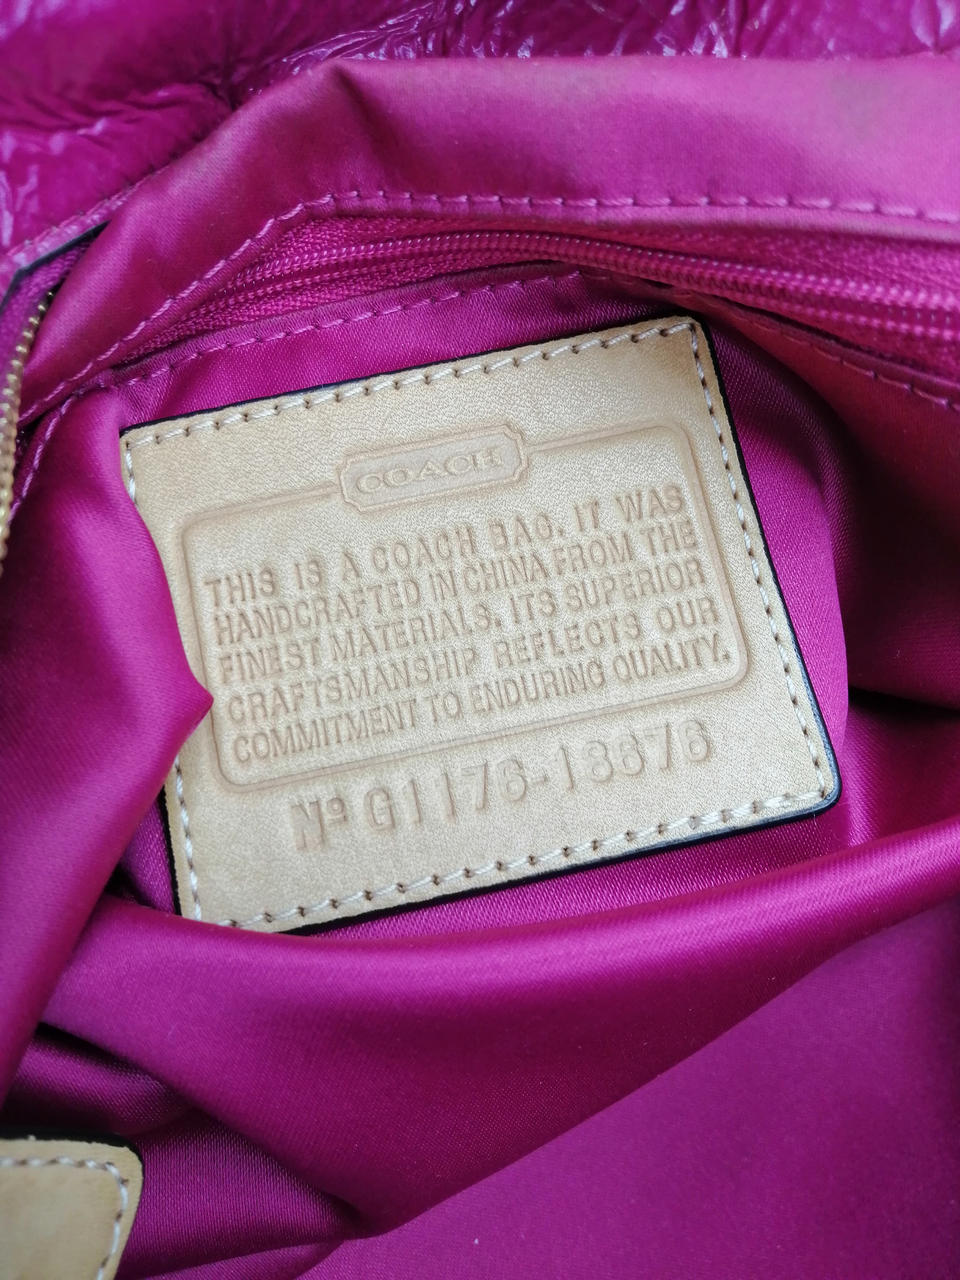 COACH
THIS IS A COACH BAG. IT WAS
HANDCRAFTED IN CHINA FROM THE
FINEST MATERIALS. ITS SUPERIOR
CRAFTSMANSHIP REFLECTS OUR
COMMITMENT TO ENDURING QUALITY.
Nº G1176-18676